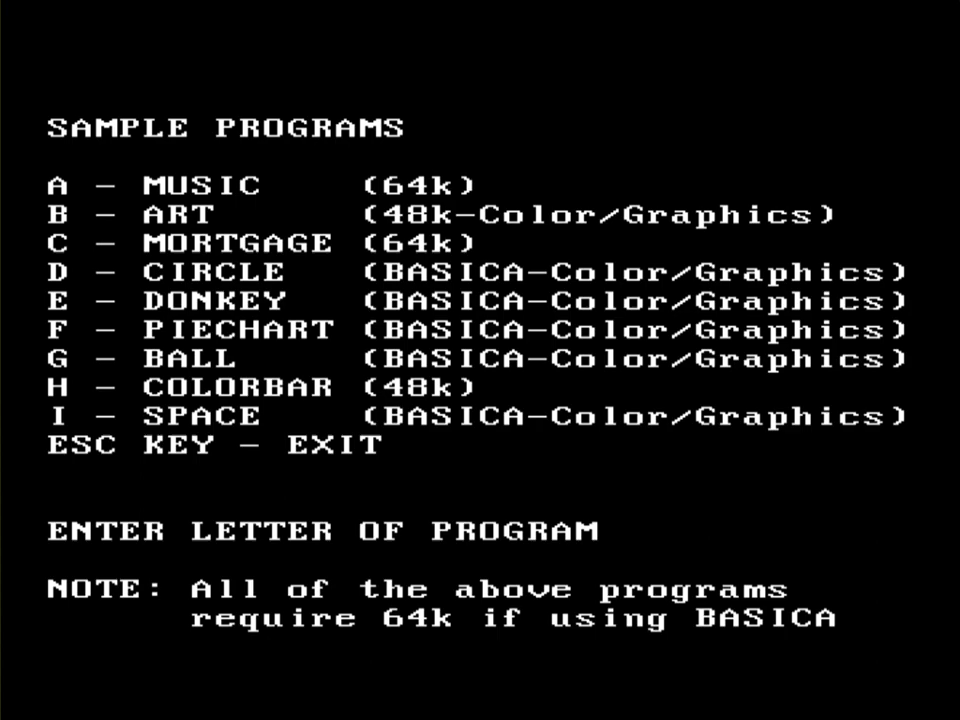 SAMPLE PROGRAMS
A - MUSIC (64k)
B - ART (48k-Color/Graphics)
C - MORTGAGE (64k)
D - CIRCLE (BASICA-Color/Graphics)
E - DONKEY (BASICA-Color/Graphics)
F - PIECHART (BASICA-Color/Graphics)
G - BALL (BASICA-Color/Graphics)
H - COLORBAR (48k)
I - SPACE (BASICA-Color/Graphics)
ESC KEY - EXIT
ENTER LETTER OF PROGRAM
NOTE: All of the above programs
require 64k if using BASICA